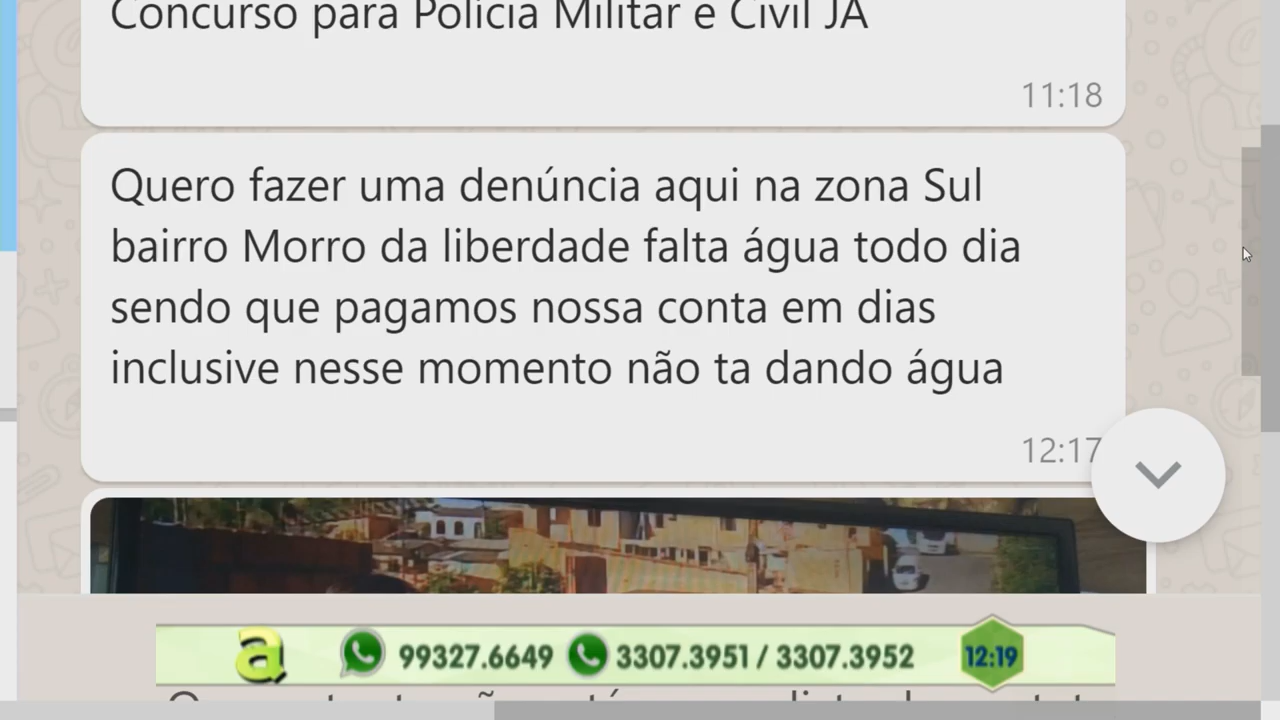 Concurso para Polícia Militar e Civil JA
11:18
Quero fazer uma denúncia aqui na zona Sul
bairro Morro da liberdade falta água todo dia
sendo que pagamos nossa conta em dias
inclusive nesse momento não ta dando água
12:17
a 99327.6649 3307.3951 / 3307.3952 12:19